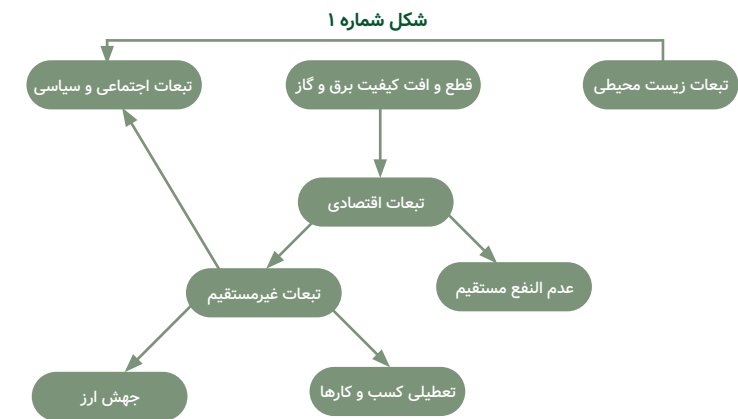 شکل شماره ۱
تبعات زیست محیطی
قطع و افت کیفیت برق و گاز
تبعات اجتماعی و سیاسی
تبعات اقتصادی
عدم النفع مستقیم
تبعات غیرمستقیم
تعطیلی کسب و کارها
جهش ارز